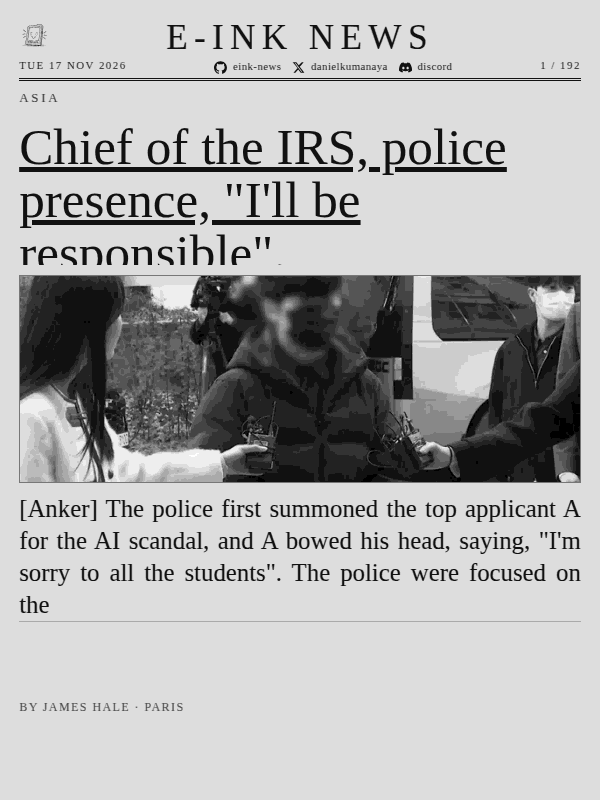 E-INK NEWS
TUE 17 NOV 2026
eink-news danielkumanaya discord
1 / 192
ASIA
Chief of the IRS, police
presence, "I'll be
responsible".
[Anker] The police first summoned the top applicant A
for the AI scandal, and A bowed his head, saying, "I'm
sorry to all the students". The police were focused on
the
BY JAMES HALE · PARIS